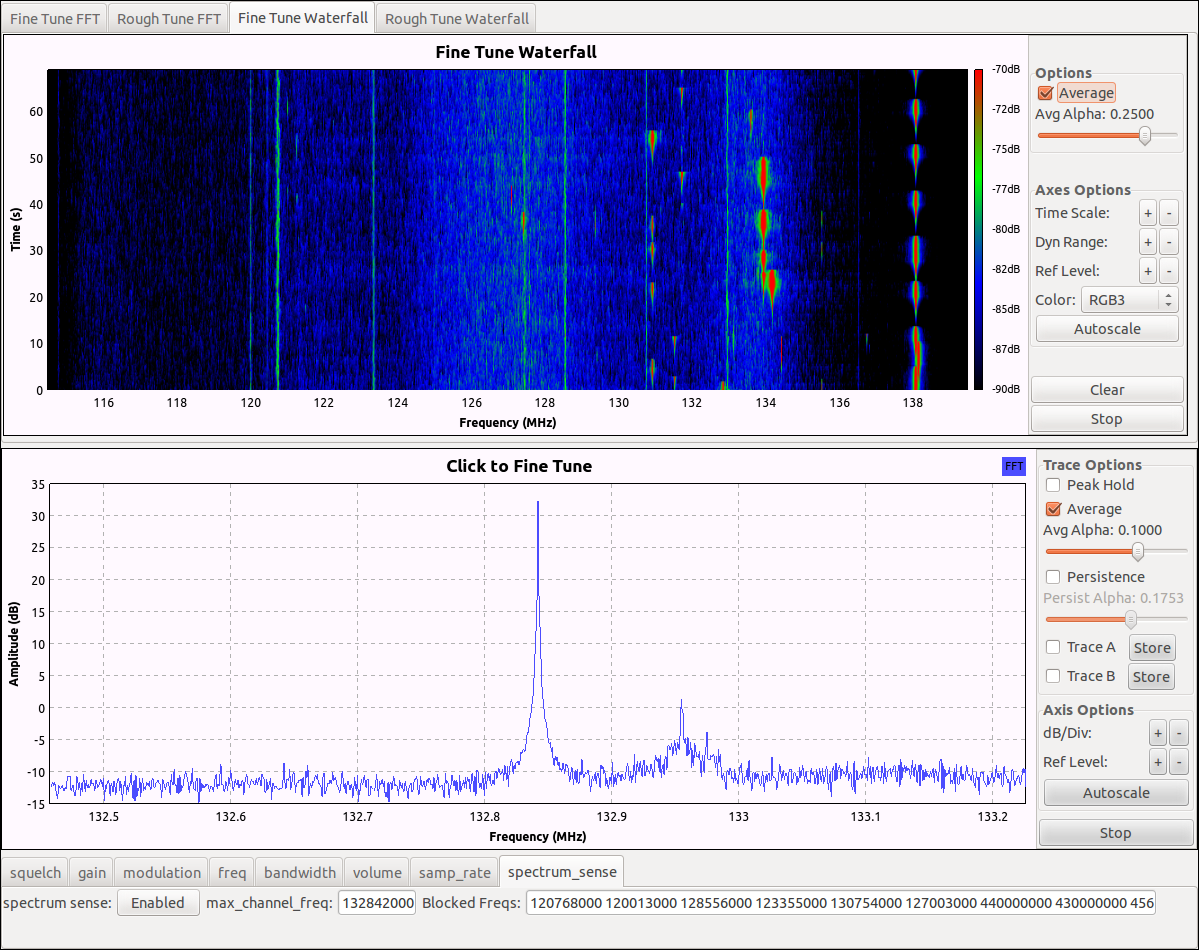 Fine Tune FFT Rough Tune FFT Fine Tune Waterfall Rough Tune Waterfall
Fine Tune Waterfall
Time (s)
60
50
40
30
20
10
0
116 118 120 122 124 126 128 130 132 134 136 138
Frequency (MHz)
-70dB
-72dB
-75dB
-77dB
-80dB
-82dB
-85dB
-87dB
-90dB
Options
Average
Avg Alpha: 0.2500
Axes Options
Time Scale: + -
Dyn Range: + -
Ref Level: + -
Color: RGB3
Autoscale
Clear
Stop
Click to Fine Tune
FFT
Amplitude (dB)
35
30
25
20
15
10
5
0
-5
-10
-15
132.5 132.6 132.7 132.8 132.9 133 133.1 133.2
Frequency (MHz)
Trace Options
Peak Hold
Average
Avg Alpha: 0.1000
Persistence
Persist Alpha: 0.1753
Trace A Store
Trace B Store
Axis Options
dB/Div: + -
Ref Level: + -
Autoscale
Stop
squelch gain modulation freq bandwidth volume samp_rate spectrum_sense
spectrum sense: Enabled max_channel_freq: 132842000 Blocked Freqs: 120768000 120013000 128556000 123355000 130754000 127003000 440000000 430000000 456